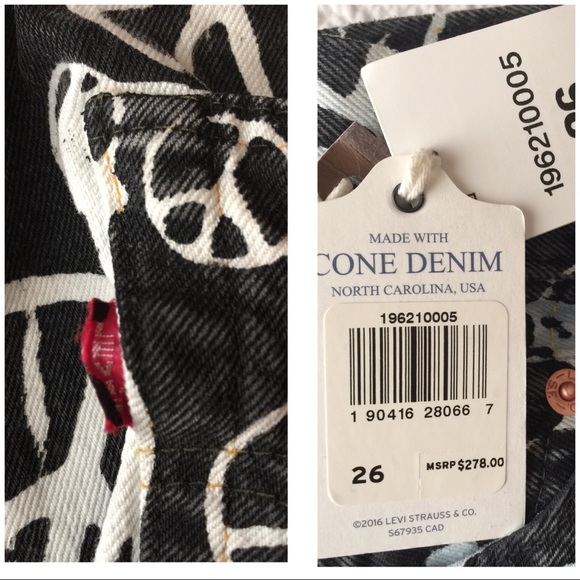 196210005
MADE WITH
CONE DENIM
NORTH CAROLINA, USA
196210005
1 90416 28066 7
26
MSRP $278.00
©2016 LEVI STRAUSS & CO.
S67935 CAD